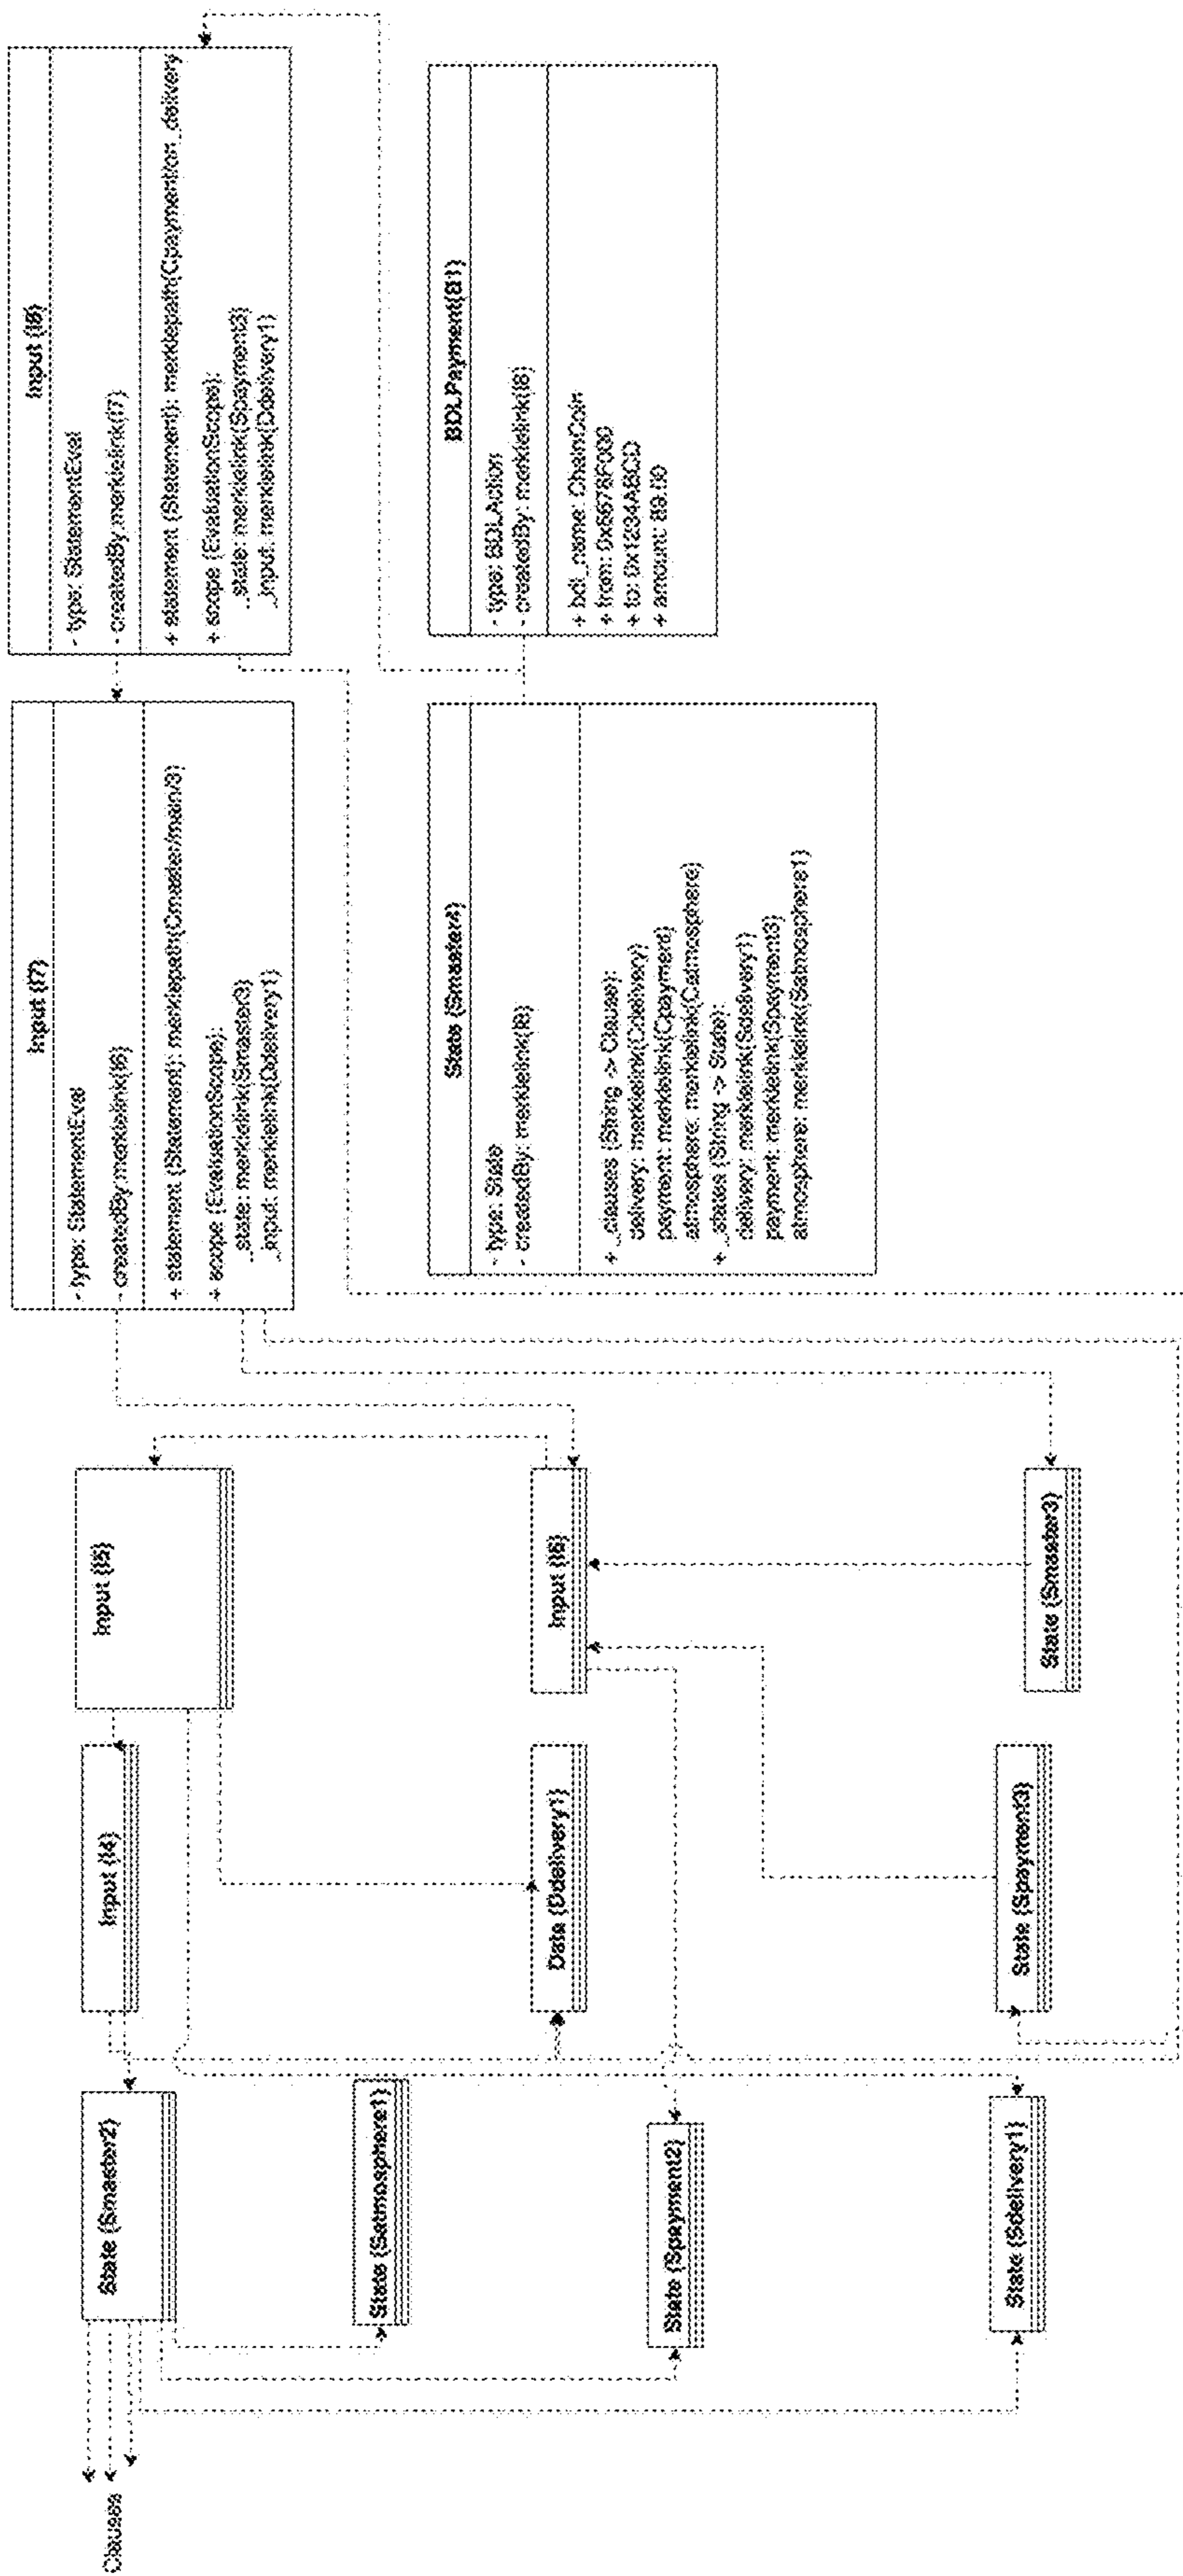 Clauses
State (Smaster2)
Input (I4)
Input (I5)
Input (I7)
- type: StatementEval
- createdBy:merklelink(I6)
+ statement (Statement): merklepath(Cmaster/main/3)
+ scope (EvaluationScope):
_state: merklelink(Smaster3)
_input: merklelink(Ddelivery1)
Input (I8)
- type: StatementEval
- createdBy:merklelink(I7)
+ statement (Statement): merklepath(Cpayment/on_delivery
+ scope (EvaluationScope):
_state: merklelink(Spayment3)
_input: merklelink(Ddelivery1)
State (Satmosphere1)
Data (Ddelivery1)
Input (I6)
State (Smaster4)
- type: State
- createdBy: merklelink(I8)
+ _clauses (String -> Clause):
delivery: merklelink(Cdelivery)
payment: merklelink(Cpayment)
atmosphere: merklelink(Catmosphere)
+ _states (String -> State):
delivery: merklelink(Sdelivery1)
payment: merklelink(Spayment3)
atmosphere: merklelink(Satmosphere1)
BDLPayment(B1)
- type: BDLAction
- createdBy: merklelink(I8)
+ bdl_name: ChainCoin
+ from: 0x5678F000
+ to: 0x1234ABCD
+ amount: 89.00
State (Spayment2)
State (Sdelivery1)
State (Spayment3)
State (Smaster3)